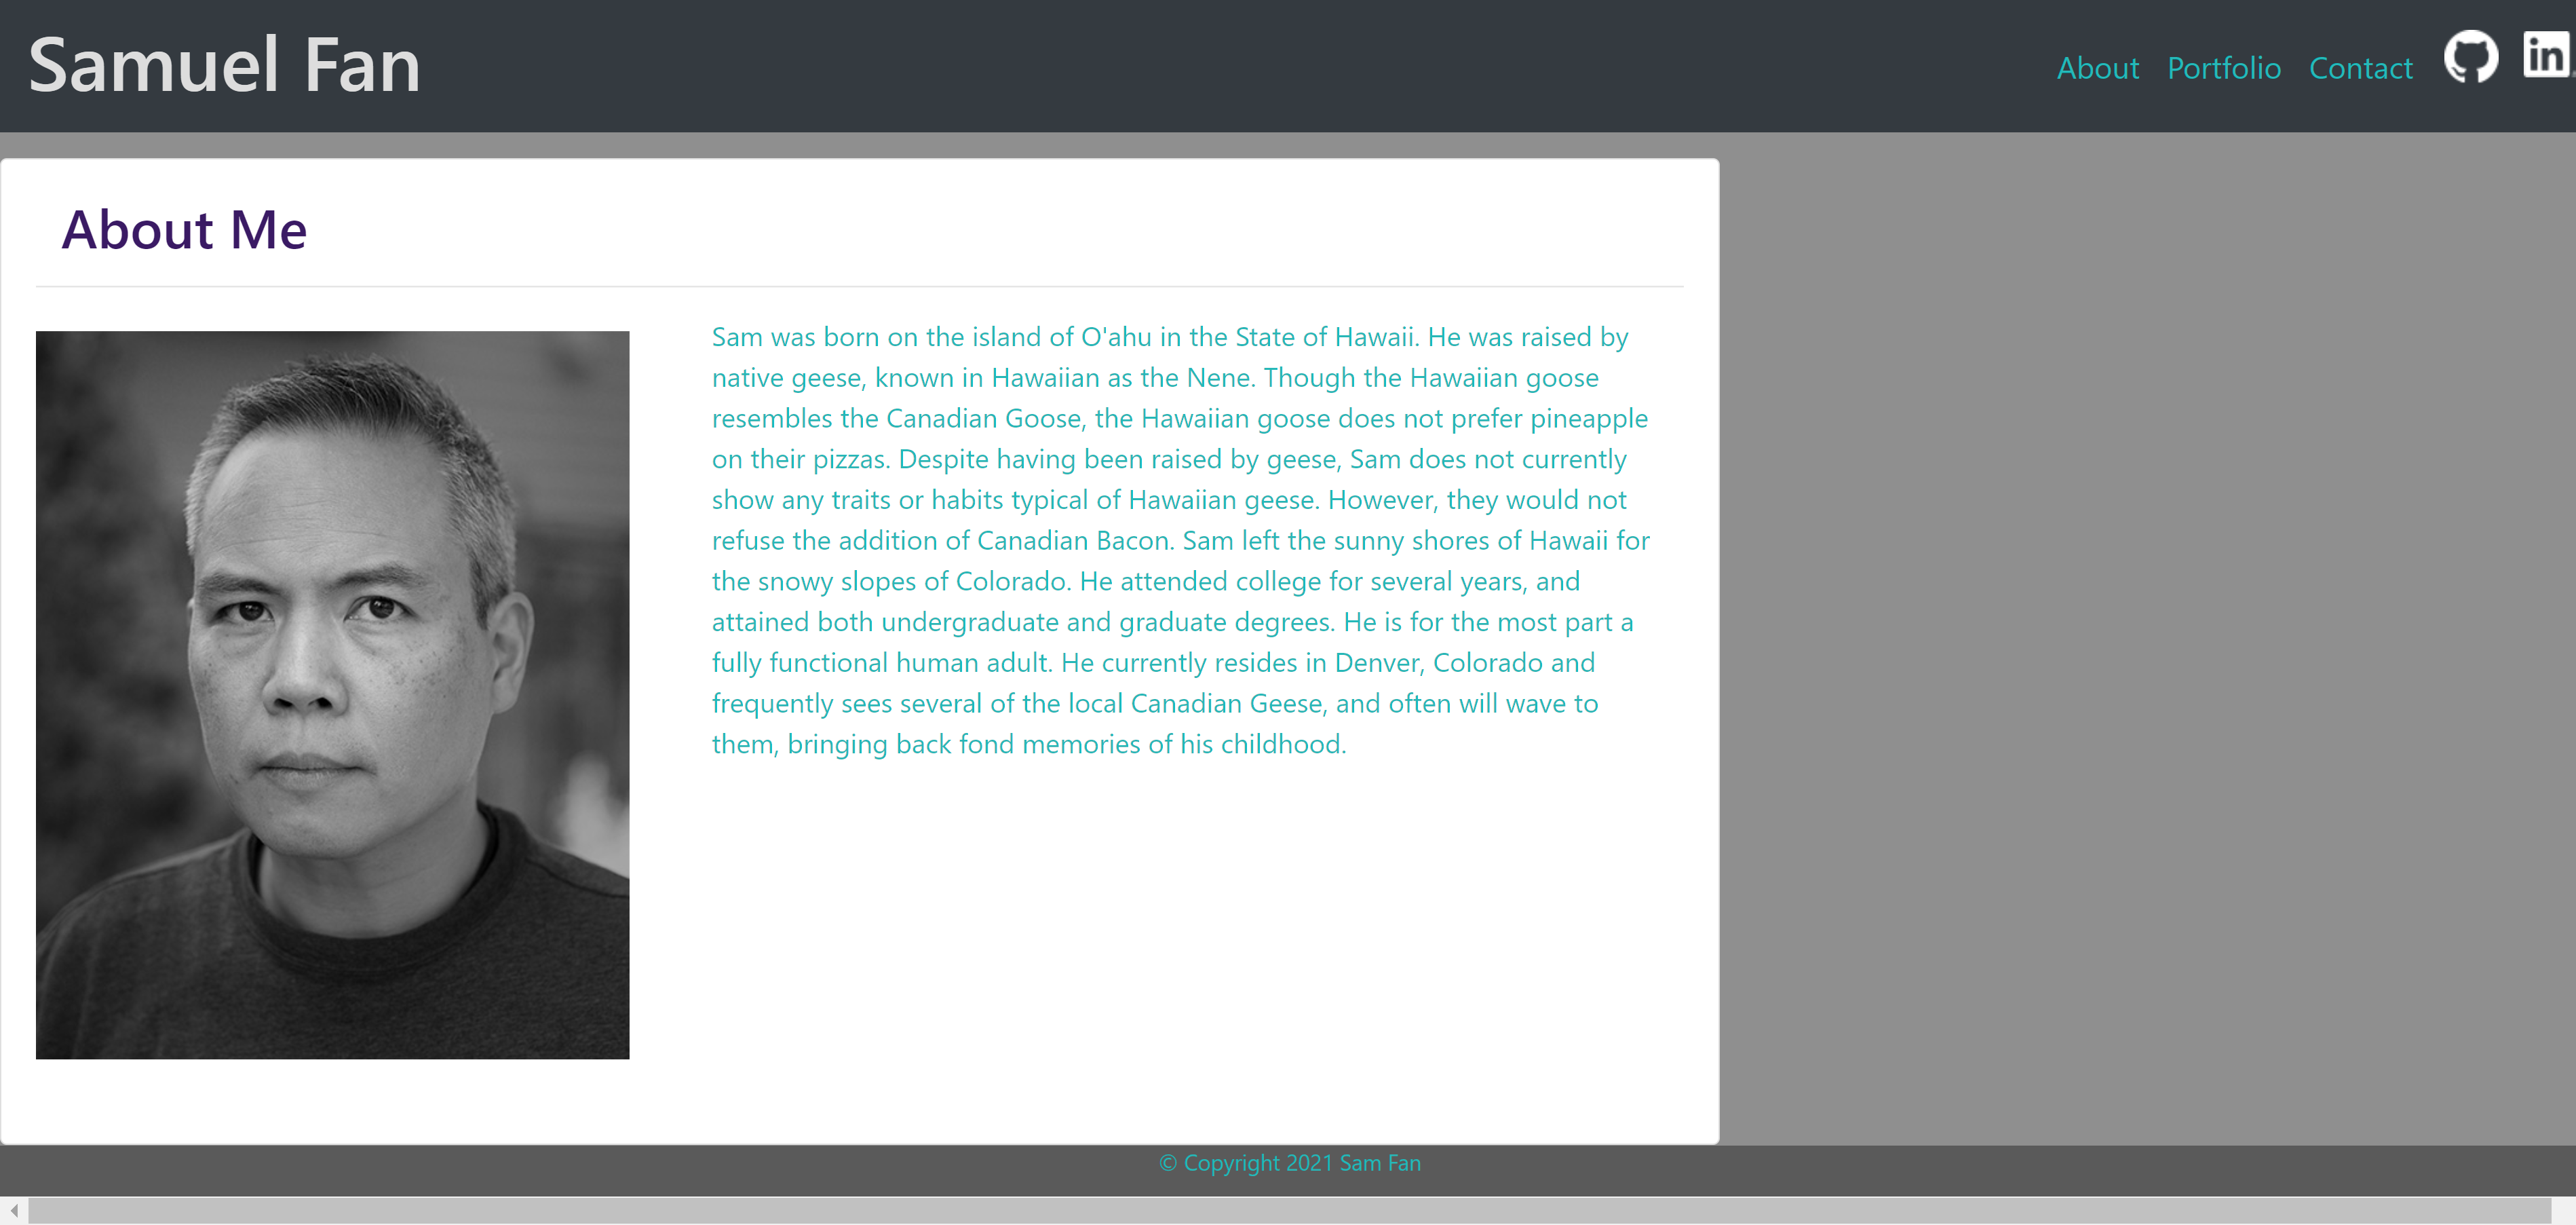 Samuel Fan
About Portfolio Contact in
About Me
Sam was born on the island of O'ahu in the State of Hawaii. He was raised by
native geese, known in Hawaiian as the Nene. Though the Hawaiian goose
resembles the Canadian Goose, the Hawaiian goose does not prefer pineapple
on their pizzas. Despite having been raised by geese, Sam does not currently
show any traits or habits typical of Hawaiian geese. However, they would not
refuse the addition of Canadian Bacon. Sam left the sunny shores of Hawaii for
the snowy slopes of Colorado. He attended college for several years, and
attained both undergraduate and graduate degrees. He is for the most part a
fully functional human adult. He currently resides in Denver, Colorado and
frequently sees several of the local Canadian Geese, and often will wave to
them, bringing back fond memories of his childhood.
© Copyright 2021 Sam Fan